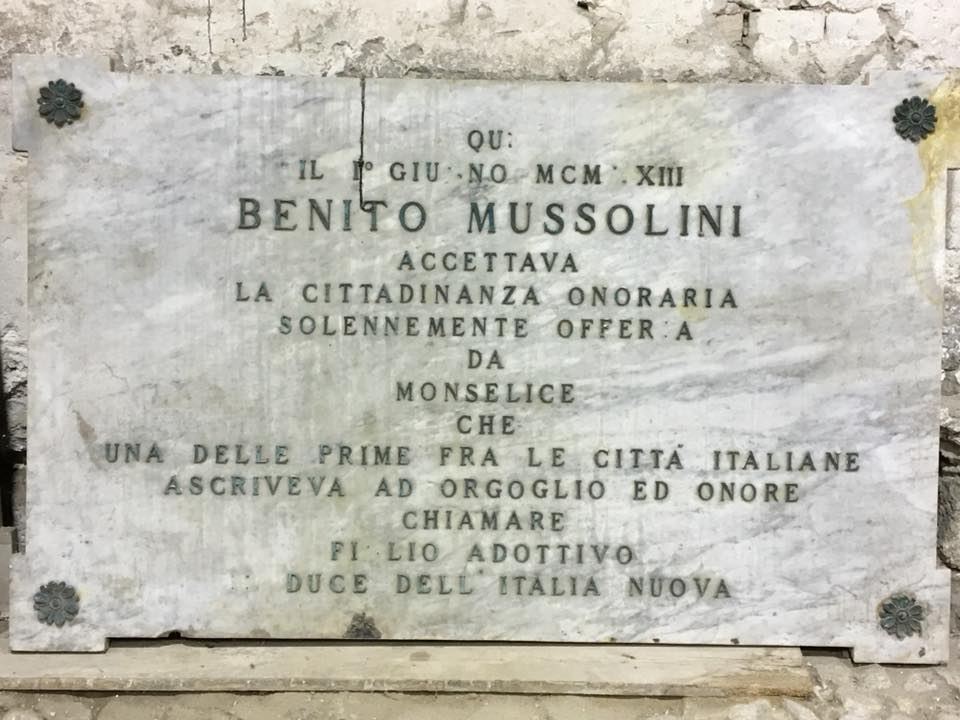 QU
IL 1º GIU NO MCM XIII
BENITO MUSSOLINI
ACCETTAVA
LA CITTADINANZA ONORARIA
SOLENNEMENTE OFFER A
DA
MONSELICE
CHE
UNA DELLE PRIME FRA LE CITTÀ ITALIANE
ASCRIVEVA AD ORGOGLIO ED ONORE
CHIAMARE
FI LIO ADOTTIVO
DUCE DELL'ITALIA NUOVA